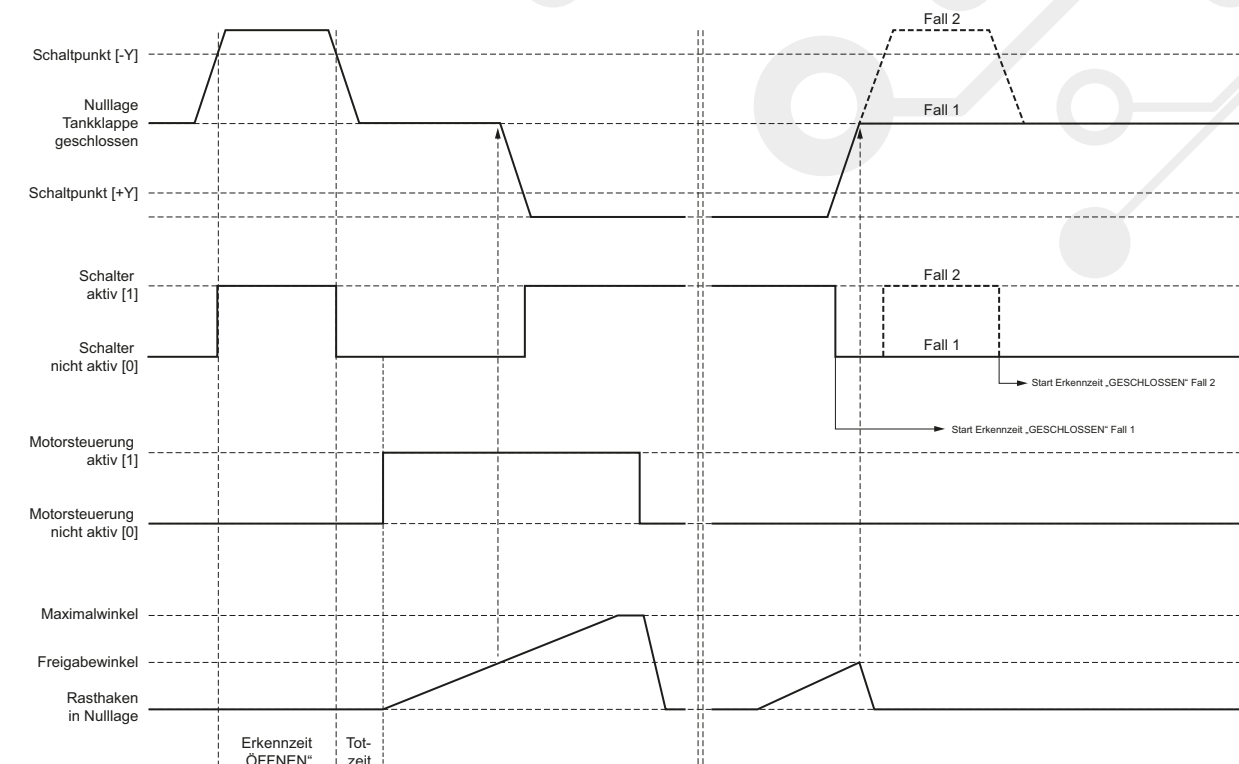 Fall 2
Schaltpunkt [-Y]
Nulllage
Tankklappe
geschlossen
Fall 1
Schaltpunkt [+Y]
Schalter
aktiv [1]
Fall 2
Schalter
nicht aktiv [0]
Fall 1
Start Erkennzeit „GESCHLOSSEN“ Fall 2
Start Erkennzeit „GESCHLOSSEN“ Fall 1
Motorsteuerung
aktiv [1]
Motorsteuerung
nicht aktiv [0]
Maximalwinkel
Freigabewinkel
Rasthaken
in Nulllage
Erkennzeit
ÖFFNEN“
Tot-
zeit